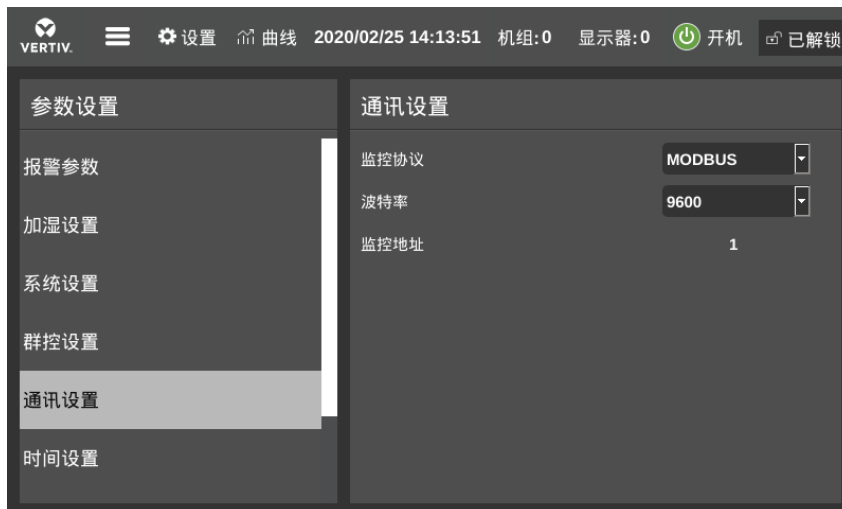 VERTIV. 设置 曲线 2020/02/25 14:13:51 机组:0 显示器:0 开机 已解锁
参数设置
报警参数
加湿设置
系统设置
群控设置
通讯设置
时间设置
通讯设置
监控协议 MODBUS
波特率 9600
监控地址 1